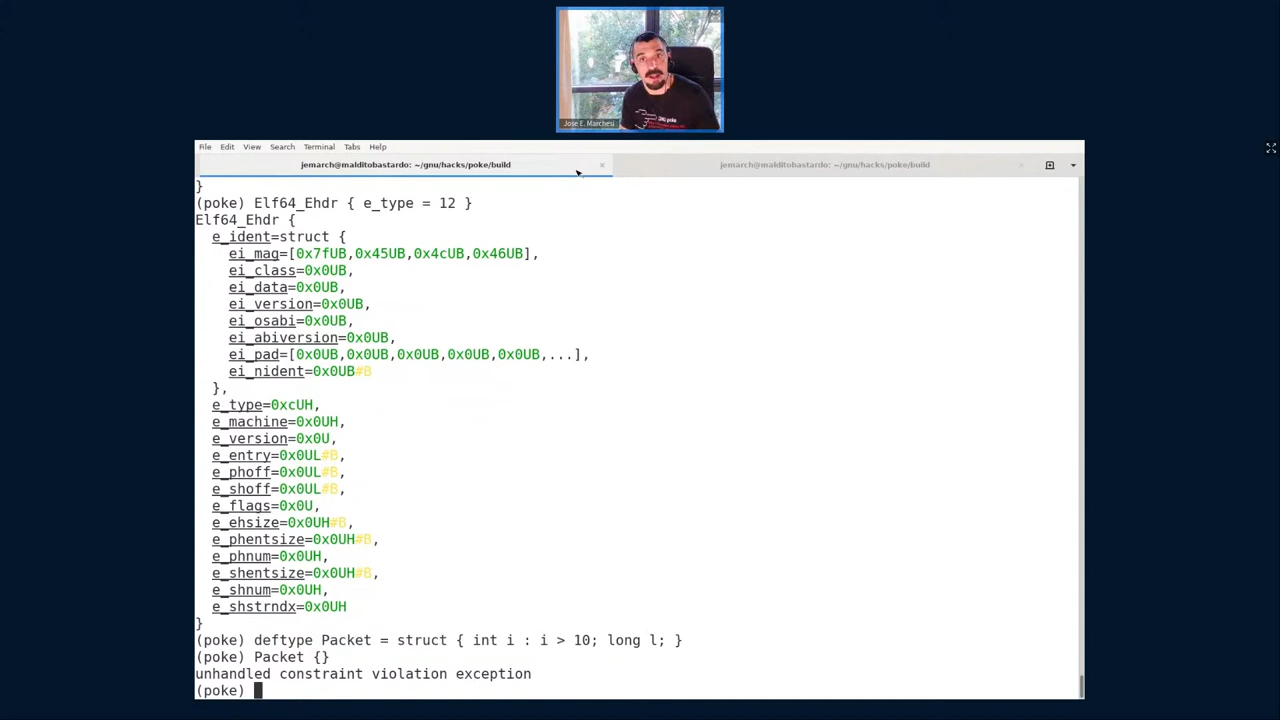 GNU poke
Jose E. Marchesi
File Edit View Search Terminal Tabs Help
jemarch@malditobastardo: ~/gnu/hacks/poke/build
jemarch@malditobastardo: ~/gnu/hacks/poke/build
}
(poke) Elf64_Ehdr { e_type = 12 }
Elf64_Ehdr {
e_ident=struct {
ei_mag=[0x7fUB,0x45UB,0x4cUB,0x46UB],
ei_class=0x0UB,
ei_data=0x0UB,
ei_version=0x0UB,
ei_osabi=0x0UB,
ei_abiversion=0x0UB,
ei_pad=[0x0UB,0x0UB,0x0UB,0x0UB,0x0UB,...],
ei_nident=0x0UB#B
},
e_type=0xcUH,
e_machine=0x0UH,
e_version=0x0U,
e_entry=0x0UL#B,
e_phoff=0x0UL#B,
e_shoff=0x0UL#B,
e_flags=0x0U,
e_ehsize=0x0UH#B,
e_phentsize=0x0UH#B,
e_phnum=0x0UH,
e_shentsize=0x0UH#B,
e_shnum=0x0UH,
e_shstrndx=0x0UH
}
(poke) deftype Packet = struct { int i : i > 10; long l; }
(poke) Packet {}
unhandled constraint violation exception
(poke)